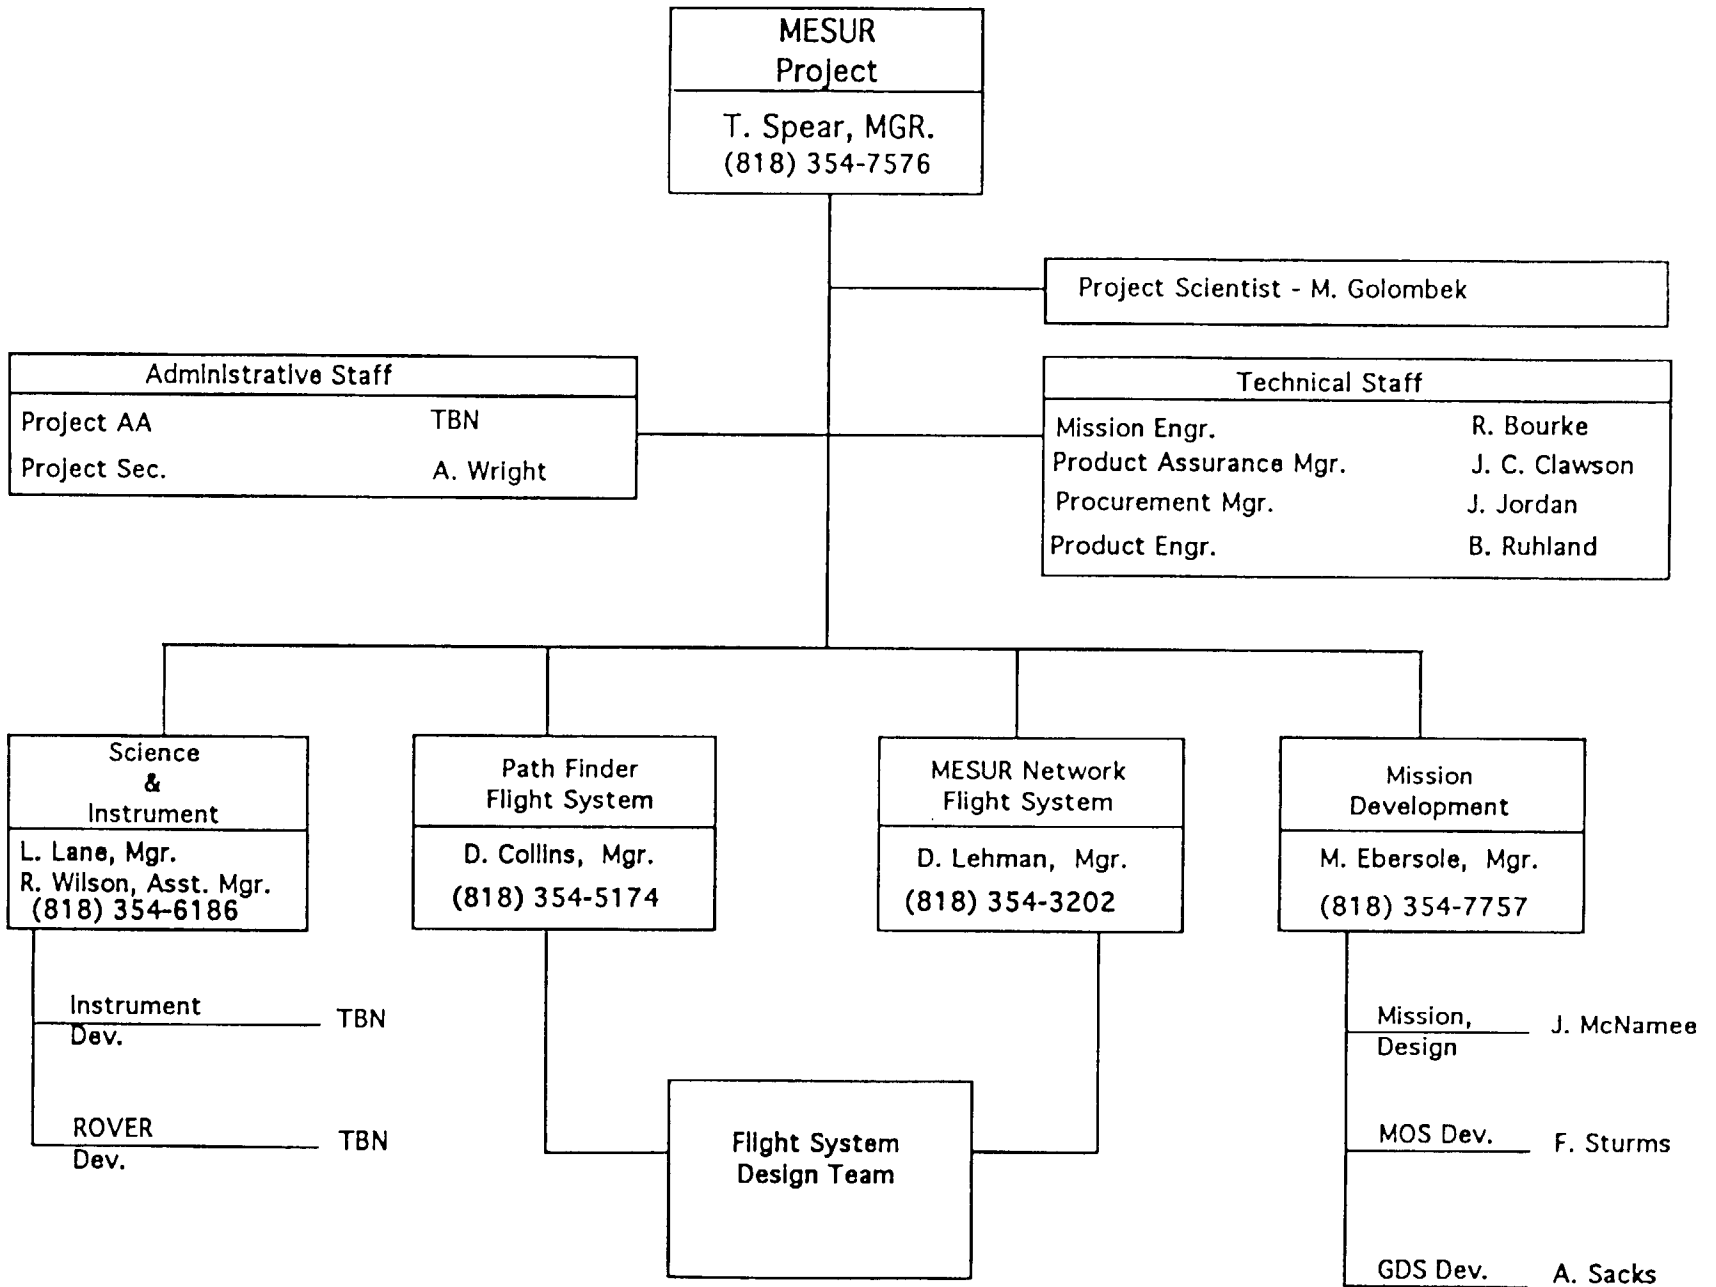 MESUR
Project
T. Spear, MGR.
(818) 354-7576
Project Scientist - M. Golombek
Administrative Staff
Project AA TBN
Project Sec. A. Wright
Technical Staff
Mission Engr. R. Bourke
Product Assurance Mgr. J. C. Clawson
Procurement Mgr. J. Jordan
Product Engr. B. Ruhland
Science
&
Instrument
L. Lane, Mgr.
R. Wilson, Asst. Mgr.
(818) 354-6186
Path Finder
Flight System
D. Collins, Mgr.
(818) 354-5174
MESUR Network
Flight System
D. Lehman, Mgr.
(818) 354-3202
Mission
Development
M. Ebersole, Mgr.
(818) 354-7757
Instrument
Dev.
TBN
ROVER
Dev.
TBN
Flight System
Design Team
Mission,
Design
J. McNamee
MOS Dev. F. Sturms
GDS Dev. A. Sacks